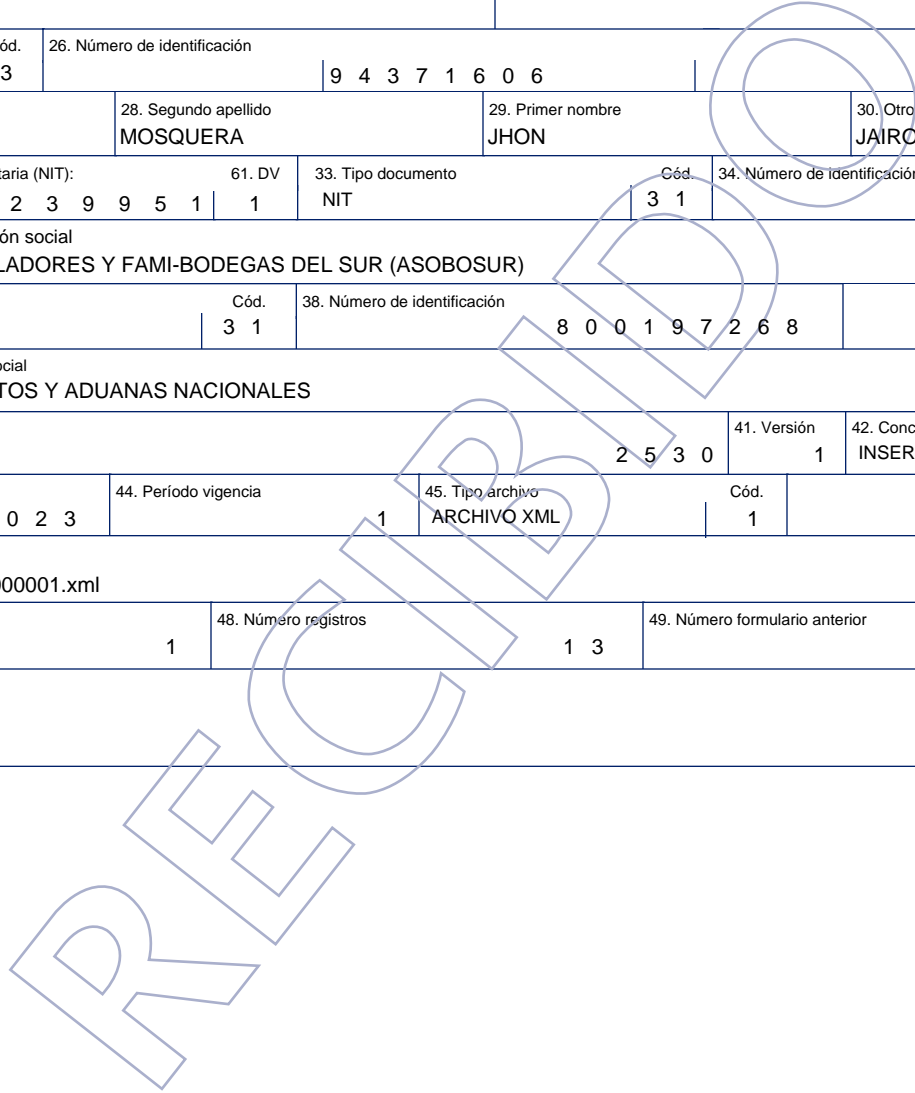 ód. 26. Número de identificación
3 9 4 3 7 1 6 0 6
28. Segundo apellido 29. Primer nombre 30. Otro
MOSQUERA JHON JAIRO
taria (NIT): 61. DV 33. Tipo documento Cód. 34. Número de identificación
2 3 9 9 5 1 1 NIT 3 1
ón social
LADORES Y FAMI-BODEGAS DEL SUR (ASOBOSUR)
Cód. 38. Número de identificación
3 1 8 0 0 1 9 7 2 6 8
ocial
TOS Y ADUANAS NACIONALES
41. Versión 42. Conc
2 5 3 0 1 INSER
44. Período vigencia 45. Tipo archivo Cód.
0 2 3 1 ARCHIVO XML 1
000001.xml
48. Número registros 49. Número formulario anterior
1 1 3
RECIBIDO